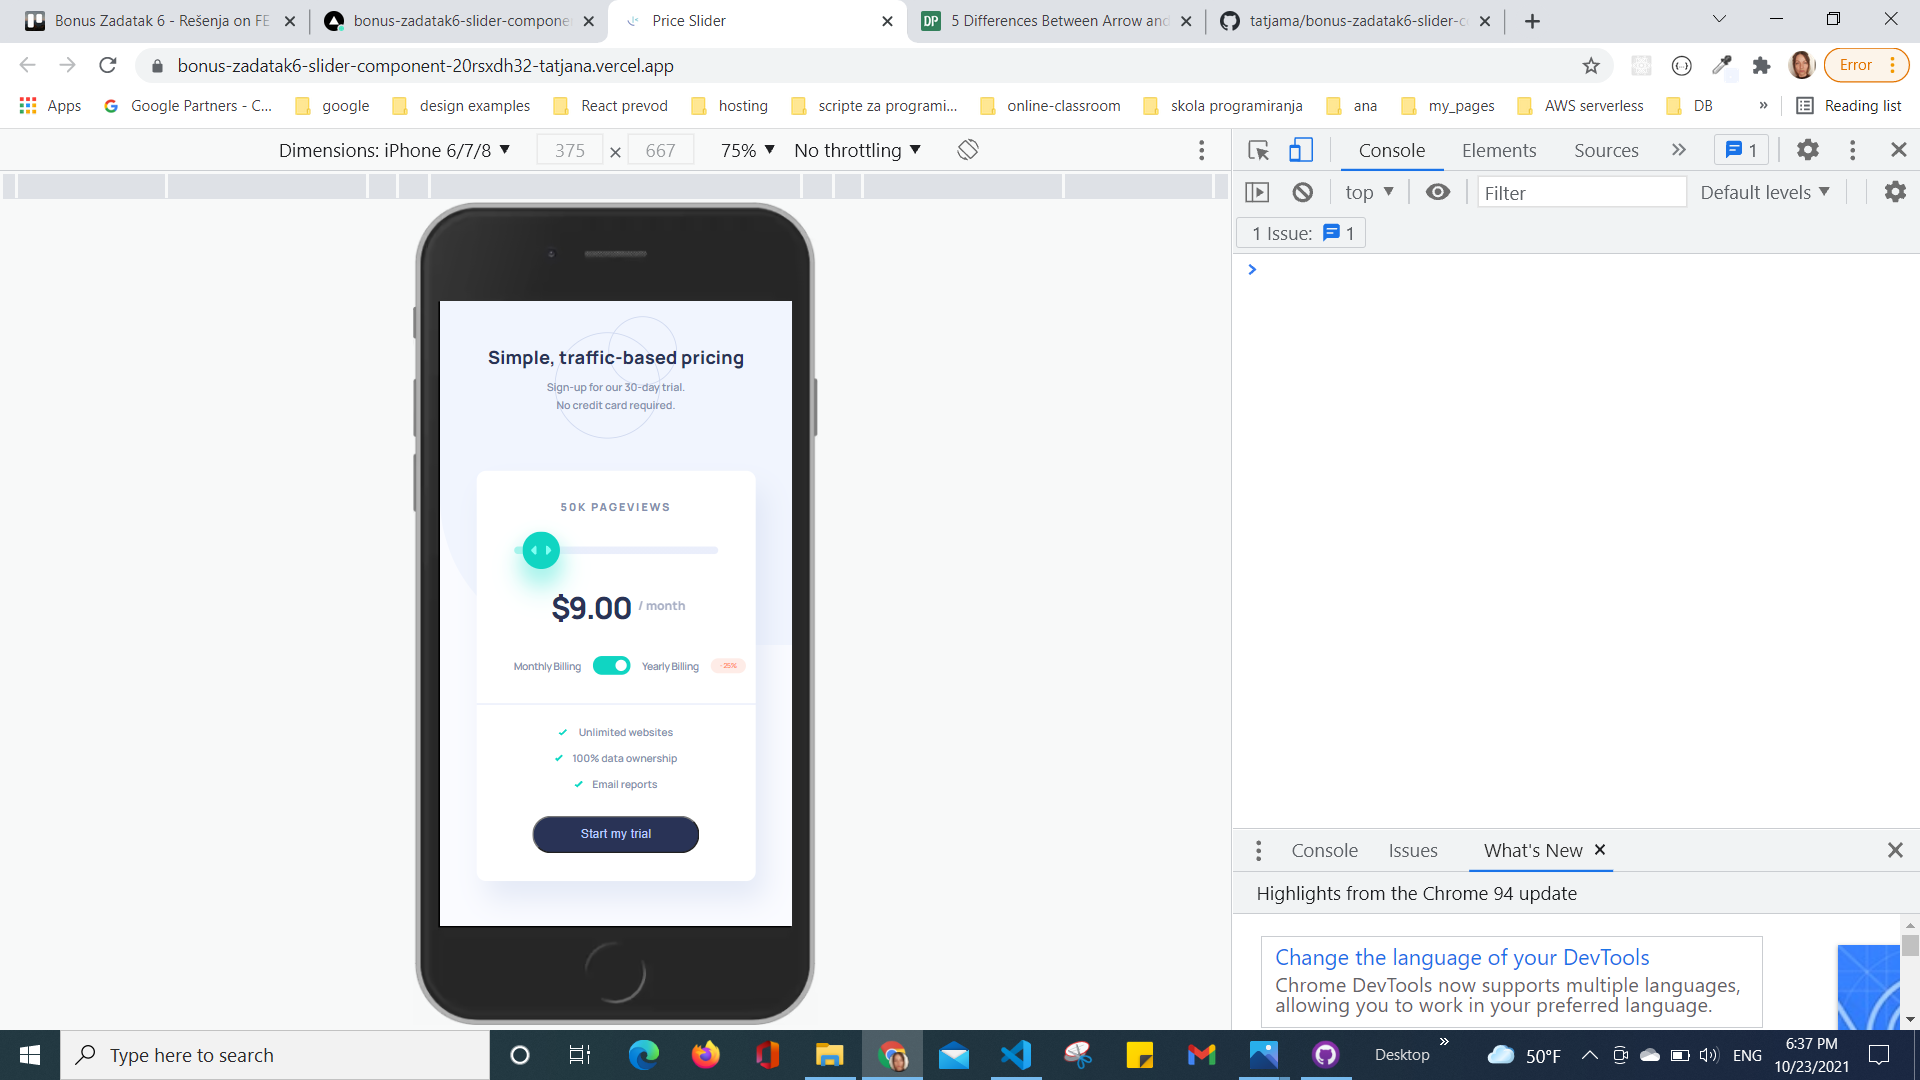 Bonus Zadatak 6 - Rešenja on FE
bonus-zadatak6-slider-compone
Price Slider
DP
5 Differences Between Arrow and
tatjama/bonus-zadatak6-slider-c
bonus-zadatak6-slider-component-20rsxdh32-tatjana.vercel.app
Error
Apps
Google Partners - C...
google
design examples
React prevod
hosting
scripte za programi...
online-classroom
skola programiranja
ana
my_pages
AWS serverless
DB
»
Reading list
Dimensions: iPhone 6/7/8
375
×
667
75%
No throttling
Console
Elements
Sources
1
top
Filter
Default levels
1 Issue:
1
Simple, traffic-based pricing
Sign-up for our 30-day trial.
No credit card required.
50K PAGEVIEWS
$9.00 / month
Monthly Billing
Yearly Billing
-25%
Unlimited websites
100% data ownership
Email reports
Start my trial
Console
Issues
What's New
Highlights from the Chrome 94 update
Change the language of your DevTools
Chrome DevTools now supports multiple languages,
allowing you to work in your preferred language.
Type here to search
Desktop
»
50°F
ENG
6:37 PM
10/23/2021